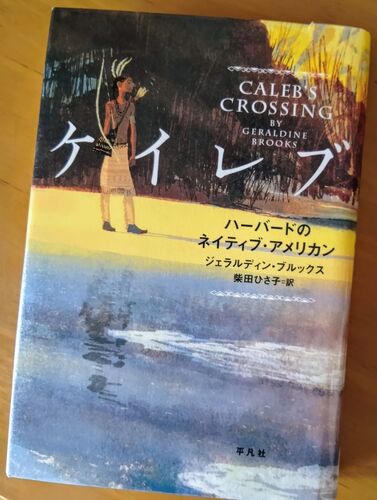 CALEB'S
CROSSING
BY
GERALDINE
BROOKS
ケイレブ
ハーバードの
ネイティブ・アメリカン
ジェラルディン・ブルックス
柴田ひさ子=訳
平凡社